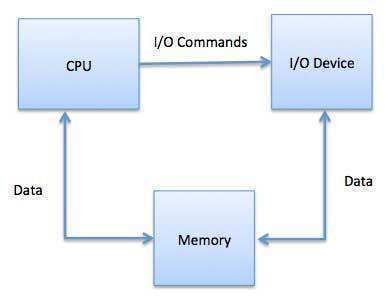 I/O Commands
CPU
I/O Device
Data
Data
Memory